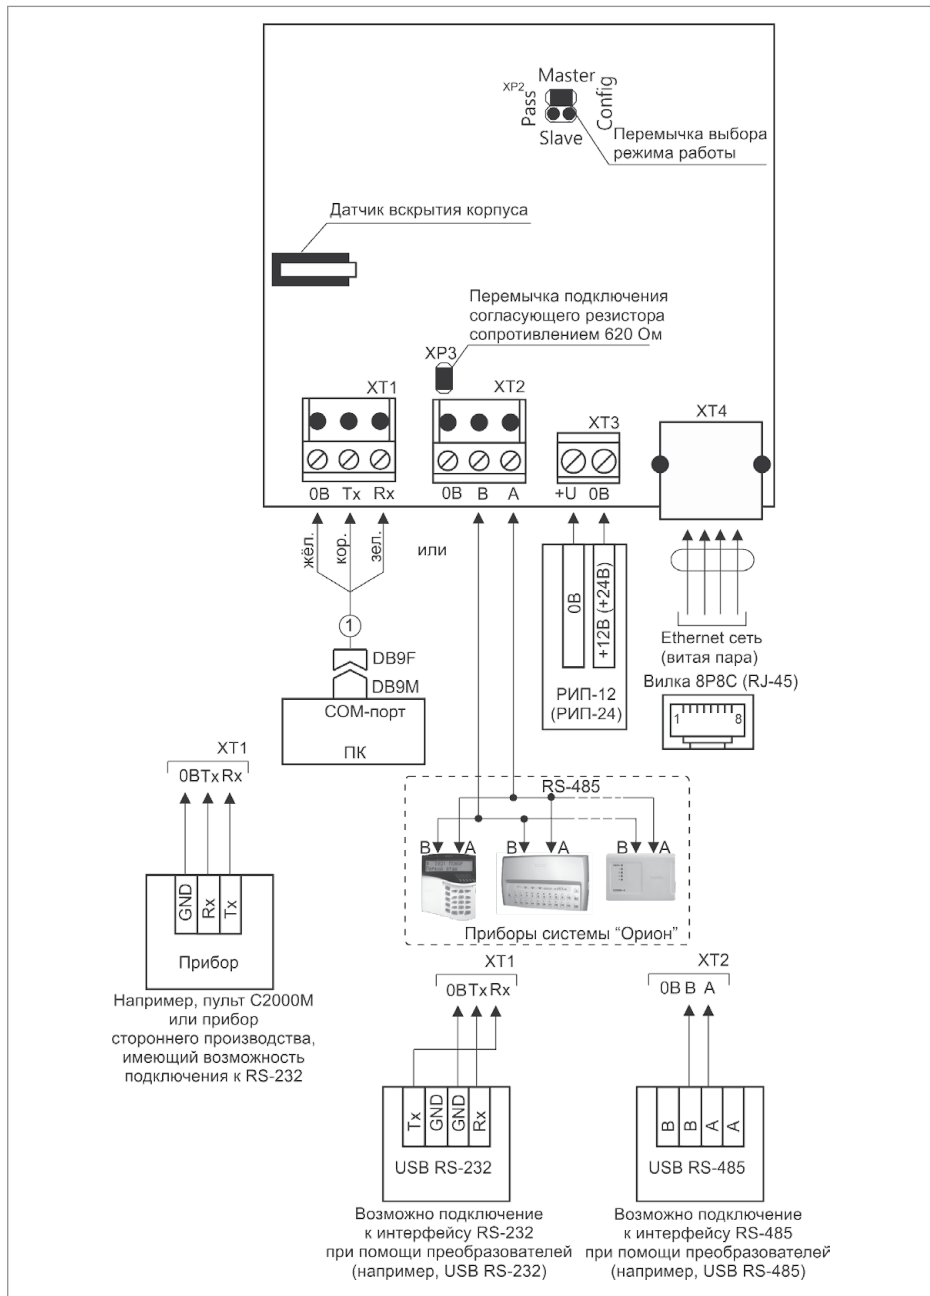 Master
XP2
Pass
Config
Slave
Перемычка выбора
режима работы
Датчик вскрытия корпуса
Перемычка подключения
согласующего резистора
сопротивлением 620 Ом
XP3
XT1
XT2
XT3
XT4
0В Tx Rx
0В B A
+U 0В
жёл.
кор.
зел.
или
1
DB9F
DB9M
COM-порт
ПК
0В
+12В (+24В)
РИП-12
(РИП-24)
Ethernet сеть
(витая пара)
Вилка 8P8C (RJ-45)
1 8
XT1
0В Tx Rx
GND
Rx
Tx
Прибор
Например, пульт С2000М
или прибор
стороннего производства,
имеющий возможность
подключения к RS-232
RS-485
B A B A B A
Приборы системы “Орион”
XT1
0В Tx Rx
Tx
GND
GND
Rx
USB RS-232
Возможно подключение
к интерфейсу RS-232
при помощи преобразователей
(например, USB RS-232)
XT2
0В B A
B
B
A
A
USB RS-485
Возможно подключение
к интерфейсу RS-485
при помощи преобразователей
(например, USB RS-485)